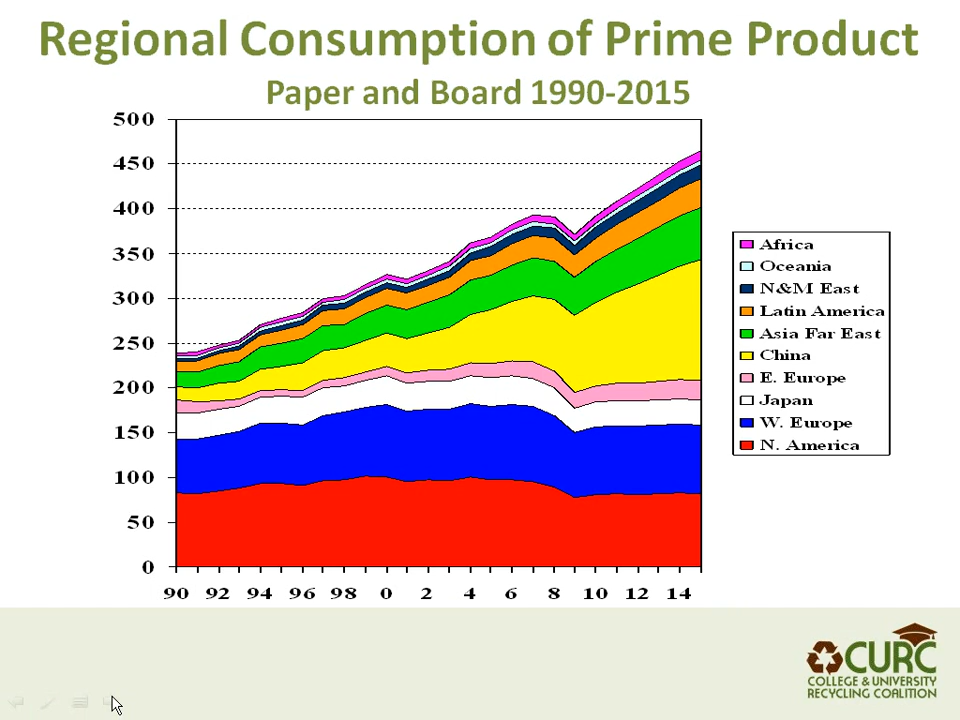 Regional Consumption of Prime Product
Paper and Board 1990-2015
500
450
400
350
300
250
200
150
100
50
0
90 92 94 96 98 0 2 4 6 8 10 12 14
Africa
Oceania
N&M East
Latin America
Asia Far East
China
E. Europe
Japan
W. Europe
N. America
CURC
COLLEGE & UNIVERSITY
RECYCLING COALITION